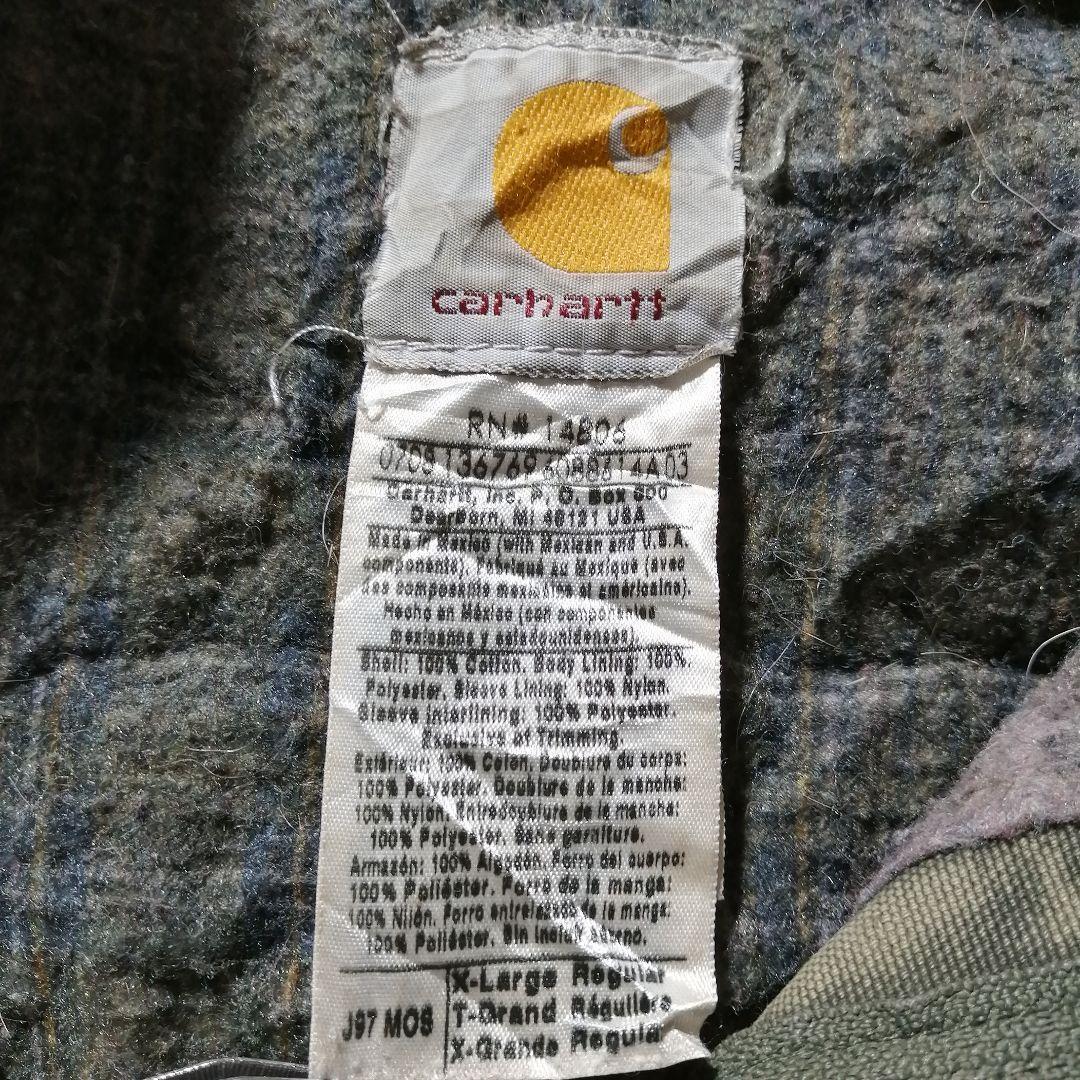 carhartt
RN# 14806
Carhartt, Inc. P. O. Box 600
Dearborn, MI 48121 USA
Made in Mexico (with Mexican and U.S.A.
components). Fabriqué au Mexique (avec
des composants mexicains et américains).
Hecho en México (con componentes
mexicanos y estadounidenses).
Shell: 100% Cotton. Body Lining: 100%
Polyester. Sleeve Lining: 100% Nylon.
Sleeve Interlining: 100% Polyester.
Exclusive of Trimming
Extérieur: 100% Coton. Doublure du corps:
100% Polyester. Doublure de la manche:
100% Nylon. Entredoublure de la manche:
100% Polyester. Sans garniture.
Armazón: 100% Algodón. Forro del cuerpo:
100% Poliéster. Forro de la manga:
100% Nilón. Forro entrelazado de la manga:
100% Poliéster. Sin incluir adorno.
J97 MOS
X-Large Regular
T-Grand Régulière
X-Grande Regular